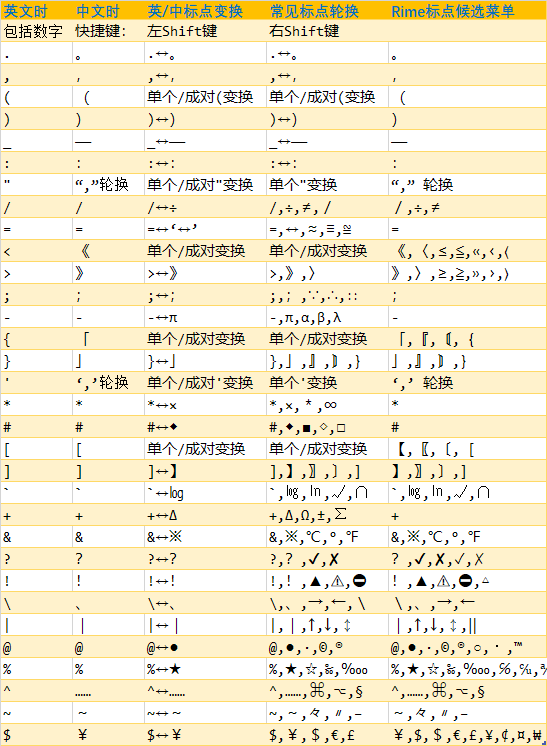 英文时 中文时 英/中标点变换 常见标点轮换 Rime标点候选菜单
包括数字 快捷键： 左Shift键 右Shift键
. 。 .↔。 .↔。 。
, ， ,↔， ,↔， ，
( （ 单个/成对(变换 单个/成对(变换 （
) ） )↔） )↔） ）
_ —— _↔—— _↔—— ——
: ： :↔： :↔： ：
" “,”轮换 单个/成对"变换 单个"变换 “,” 轮换
/ / /↔÷ /,÷,≠,／ ／,÷,≠
= = =↔‘↔’ =,↔,≈,≡,≌ =
< 《 单个/成对变换 单个/成对变换 《,〈,≤,≦,«,‹,⟨
> 》 >↔》 >,》,〉 》,〉,≥,≧,»,›,⟩
; ； ;↔； ;,；,∵,∴,∷ ；
- - -↔π -,π,α,β,λ -
{ 「 单个/成对变换 单个/成对变换 「,『,〘,｛
} 」 }↔」 },」,』,〙,｝ 」,』,〙,｝
' ‘,’轮换 单个/成对'变换 单个'变换 ‘,’ 轮换
* * *↔× *,×,＊,∞ *
# # #↔◆ #,◆,■,◇,□ #
[ [ 单个/成对变换 单个/成对变换 【,〖,〔,［
] ] ]↔】 ],】,〗,〕,］ 】,〗,〕,］
` ` `↔㏒ `,㏒,㏑,√,∩ `,㏒,㏑,√,∩
+ + +↔Δ +,Δ,Ω,±,∑ +
& & &↔※ &,※,℃,°,℉ &,※,℃,°,℉
? ？ ?↔？ ?,？,✔,✘ ？,✔,✘,✓,✗
! ！ !↔！ !,！,▲,⚠,⛔ ！,▲,⚠,⛔,△
\ 、 \↔、 \,、,→,←,＼ ＼,、,→,←
| ｜ |↔｜ |,｜,↑,↓,↕ ｜,↑,↓,↕,‖
@ @ @↔● @,●,·,©,® @,●,·,©,®,○,・,™
% % %↔★ %,★,☆,‰,‱ %,★,☆,‰,‱,℅,℆
^ …… ^↔…… ^,……,⌘,⌥,§ ^,……,⌘,⌥,§
~ ～ ~↔～ ~,～,々,〃,– ～,々,〃,–
$ ￥ $↔￥ $,￥,＄,€,£ ￥,$,＄,€,£,¥,¢,¤,₩